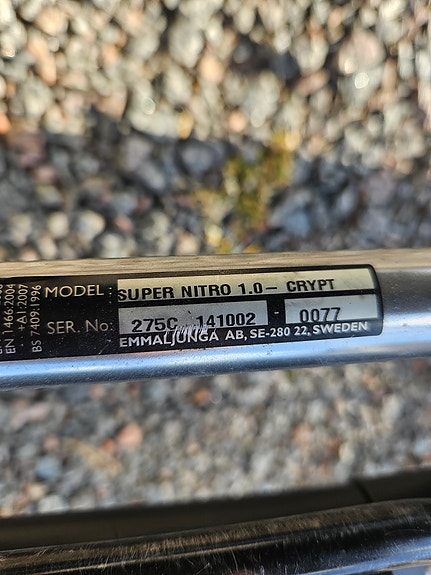 EN 1466:2004
+A1:2007
BS 7409:1996
MODEL : SUPER NITRO 1.0- CRYPT
SER. No: 275C 141002 - 0077
EMMALJUNGA AB, SE-280 22, SWEDEN